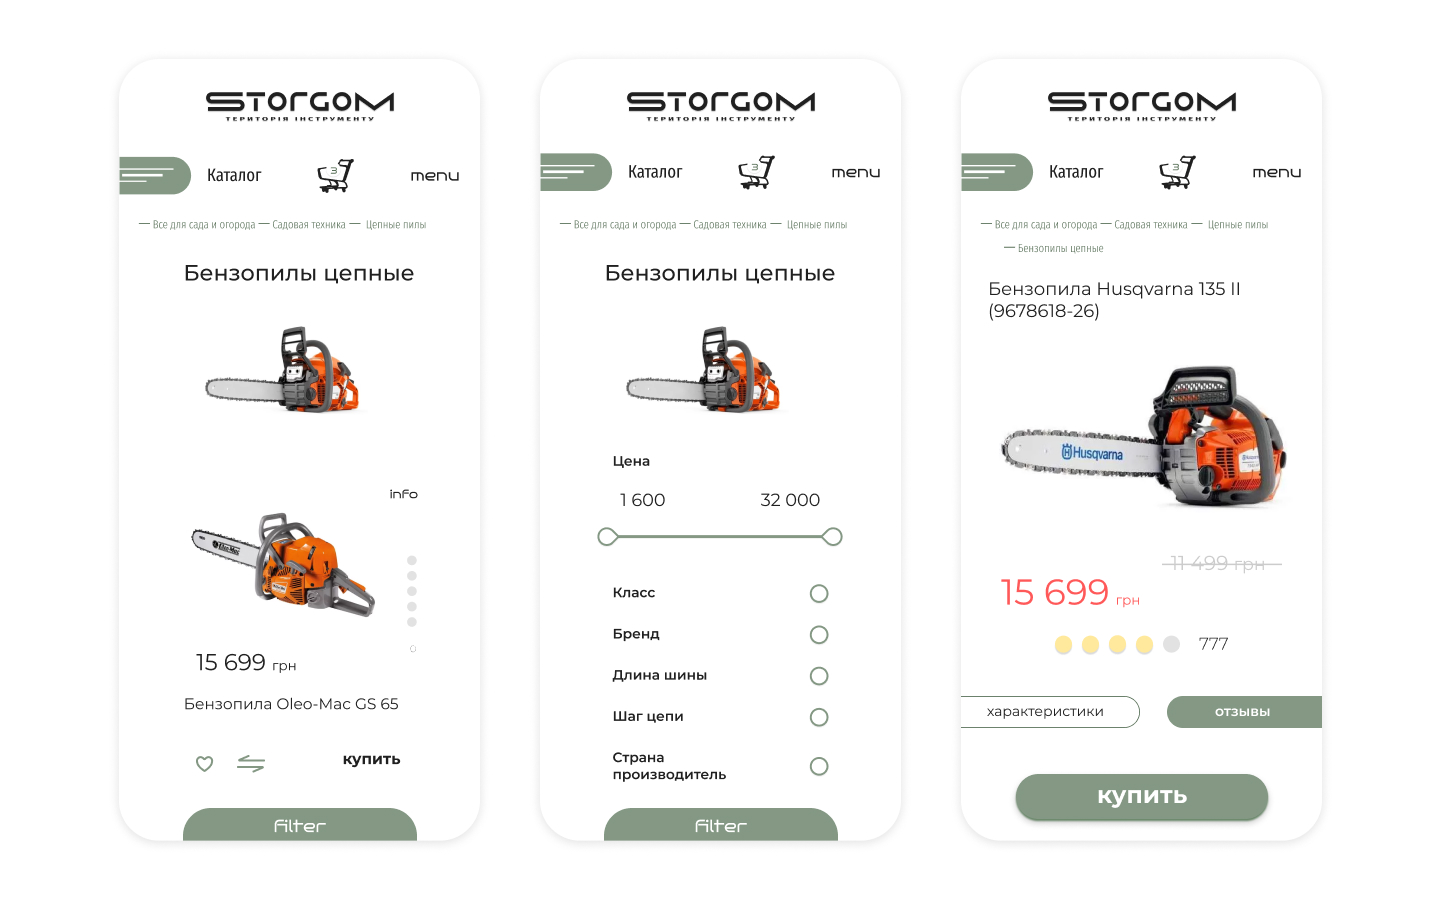 STORGOM
ТЕРИТОРІЯ ІНСТРУМЕНТУ
Каталог
3
menu
— Все для сада и огорода — Садовая техника — Цепные пилы
Бензопилы цепные
info
Oleo-Mac
15 699 грн
Бензопила Oleo-Mac GS 65
купить
filter
STORGOM
ТЕРИТОРІЯ ІНСТРУМЕНТУ
Каталог
3
menu
— Все для сада и огорода — Садовая техника — Цепные пилы
Бензопилы цепные
Цена
1 600
32 000
Класс
Бренд
Длина шины
Шаг цепи
Страна
производитель
filter
STORGOM
ТЕРИТОРІЯ ІНСТРУМЕНТУ
Каталог
3
menu
— Все для сада и огорода — Садовая техника — Цепные пилы
— Бензопилы цепные
Бензопила Husqvarna 135 II
(9678618-26)
Husqvarna
11 499 грн
15 699 грн
777
характеристики
отзывы
купить